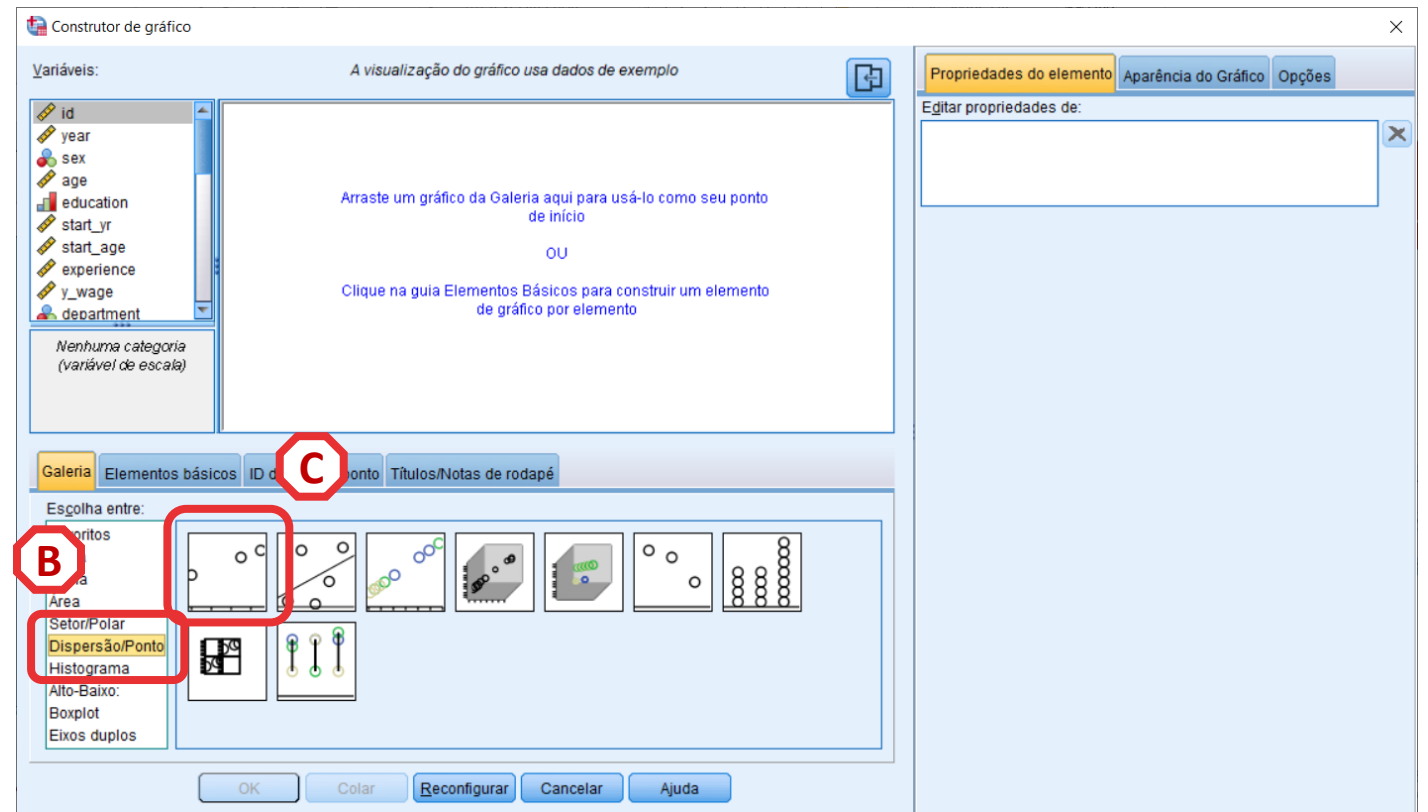 Construtor de gráfico
Variáveis:
A visualização do gráfico usa dados de exemplo
id
year
sex
age
education
start_yr
start_age
experience
y_wage
department
Nenhuma categoria
(variável de escala)
Arraste um gráfico da Galeria aqui para usá-lo como seu ponto
de início
OU
Clique na guia Elementos Básicos para construir um elemento
de gráfico por elemento
Propriedades do elemento Aparência do Gráfico Opções
Editar propriedades de:
Galeria Elementos básicos ID ponto Títulos/Notas de rodapé
C
Escolha entre:
B
Área
Setor/Polar
Dispersão/Ponto
Histograma
Alto-Baixo:
Boxplot
Eixos duplos
OK Colar Reconfigurar Cancelar Ajuda